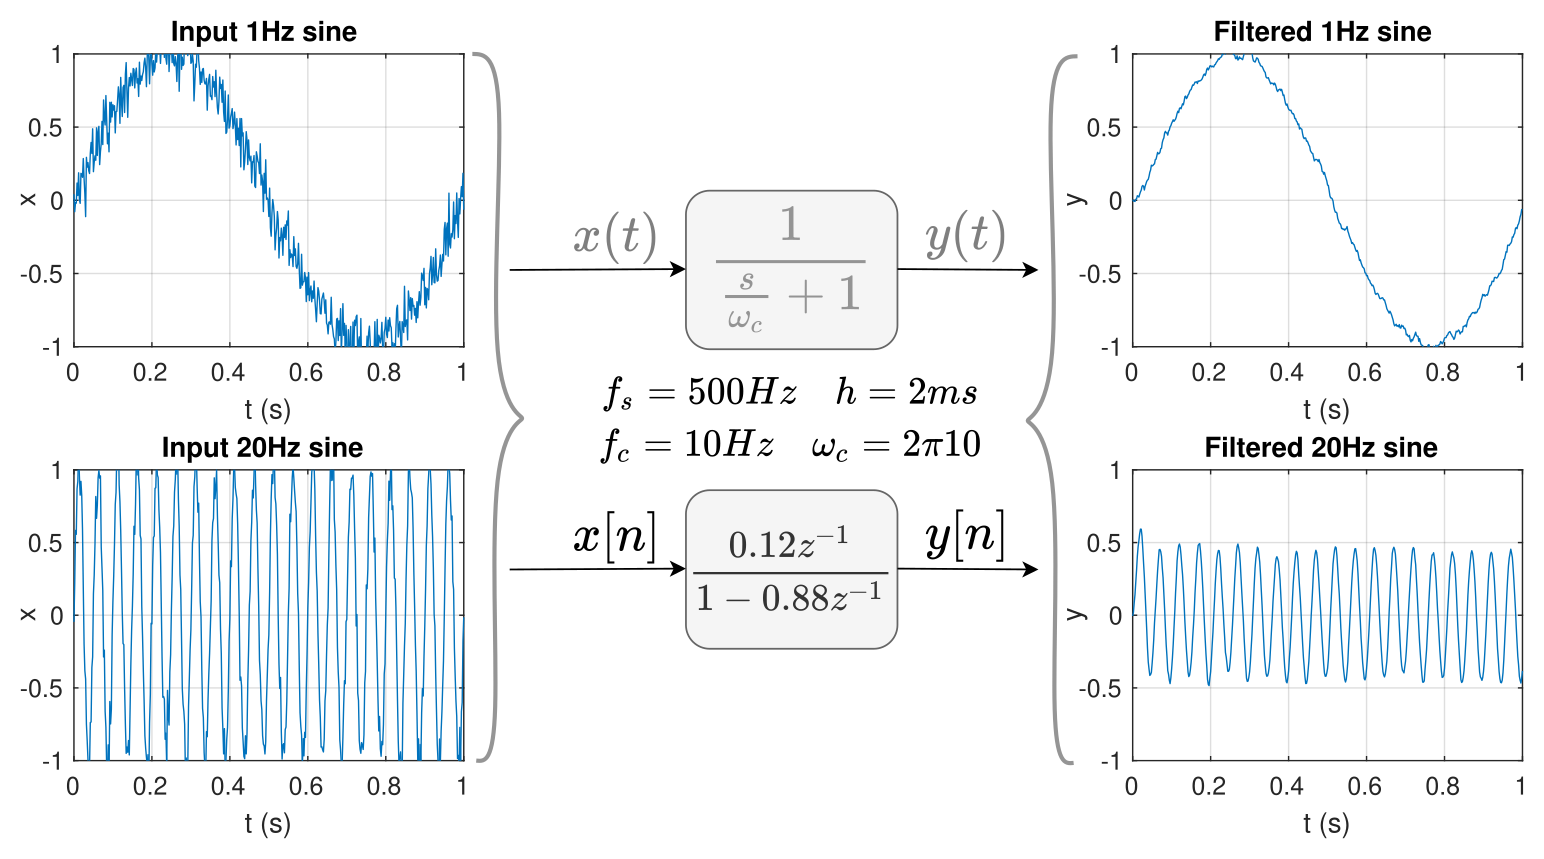 Input 1Hz sine
1
0.5
0
-0.5
-1
x
0 0.2 0.4 0.6 0.8 1
t (s)
Input 20Hz sine
1
0.5
0
-0.5
-1
x
0 0.2 0.4 0.6 0.8 1
t (s)
x(t)
1
s
ω_c
+ 1
y(t)
f_s = 500Hz h = 2ms
f_c = 10Hz ω_c = 2π10
x[n]
0.12z^{-1}
1 − 0.88z^{-1}
y[n]
Filtered 1Hz sine
1
0.5
0
-0.5
-1
y
0 0.2 0.4 0.6 0.8 1
t (s)
Filtered 20Hz sine
1
0.5
0
-0.5
-1
y
0 0.2 0.4 0.6 0.8 1
t (s)